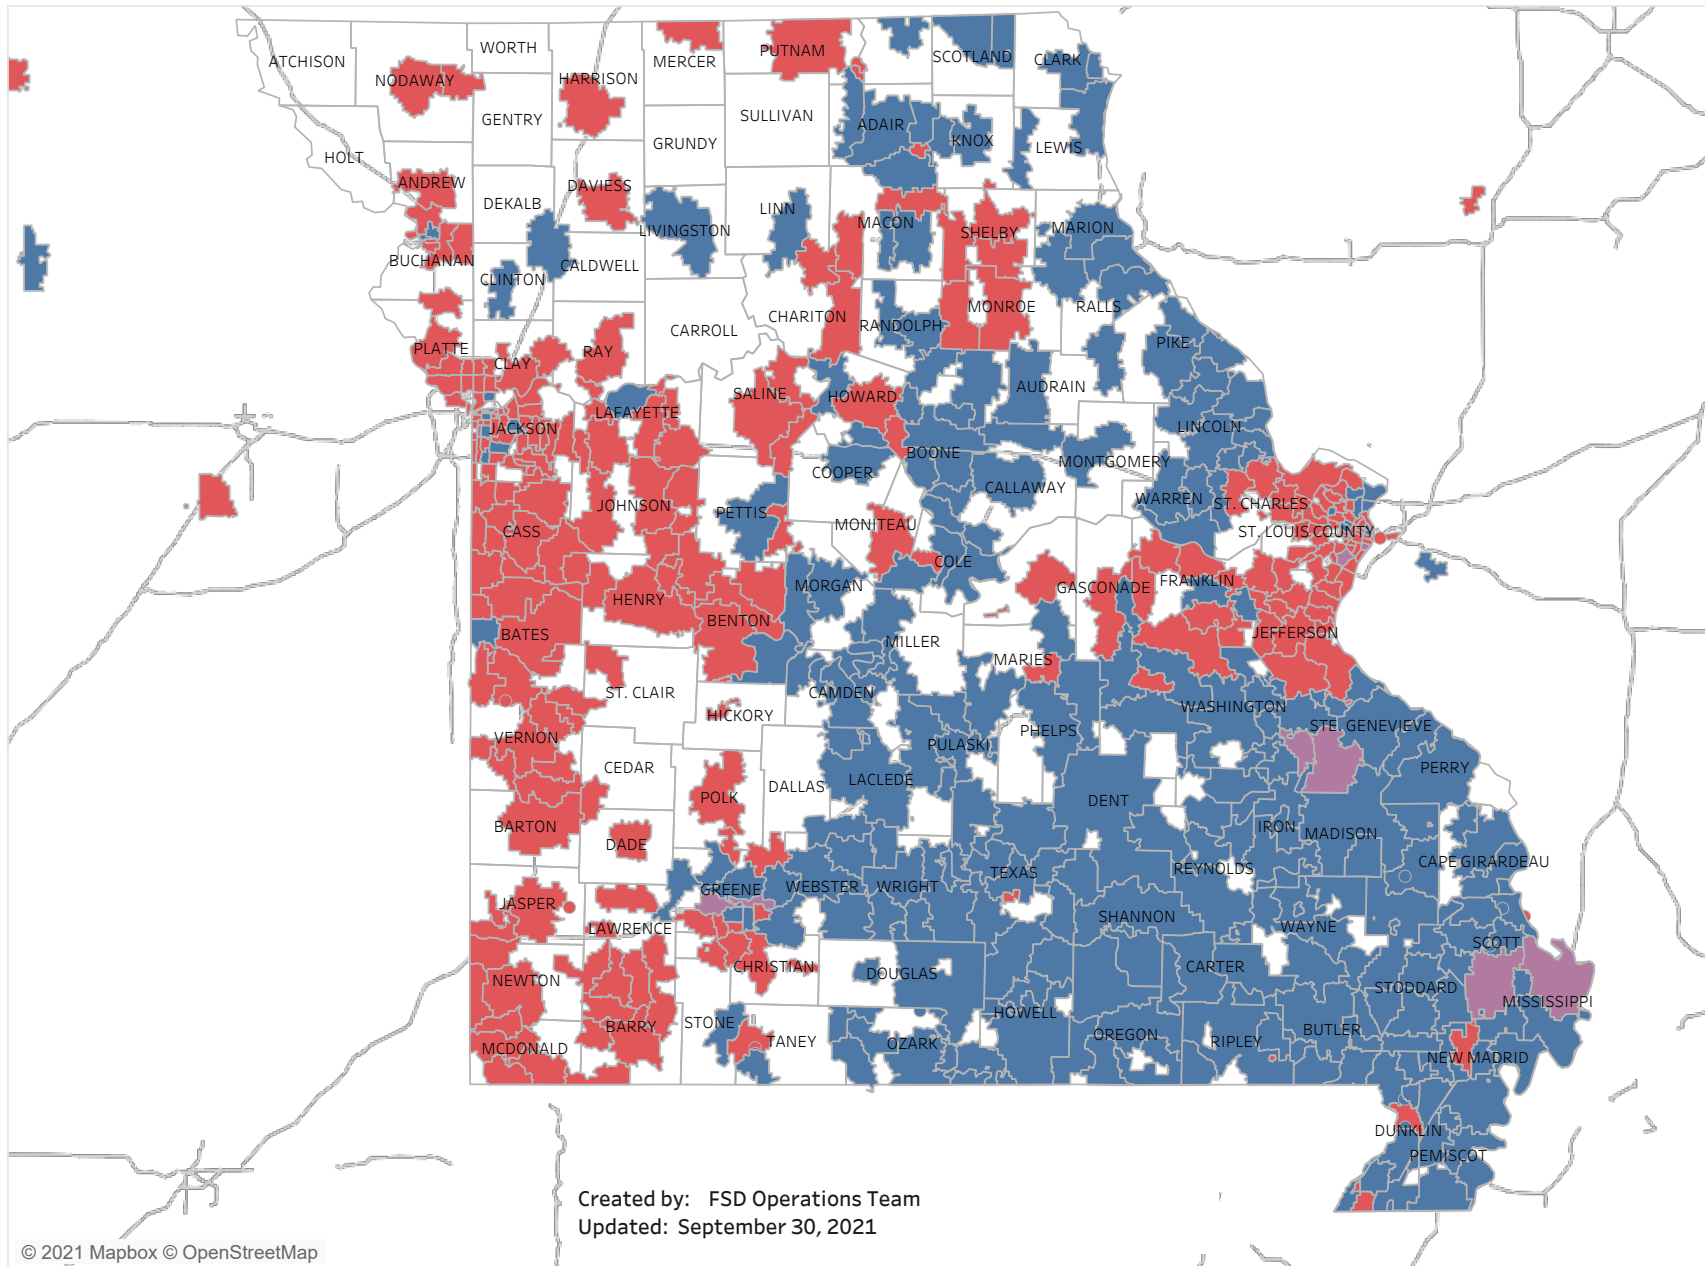 WORTH
ATCHISON
NODAWAY
HARRISON
MERCER
PUTNAM
SCOTLAND
CLARK
GENTRY
SULLIVAN
ADAIR
KNOX
LEWIS
GRUNDY
HOLT
ANDREW
DEKALB
DAVIESS
LIVINGSTON
LINN
MACON
SHELBY
MARION
BUCHANAN
CLINTON
CALDWELL
CHARITON
RANDOLPH
MONROE
RALLS
CARROLL
PLATTE
CLAY
RAY
PIKE
SALINE
HOWARD
AUDRAIN
LAFAYETTE
JACKSON
LINCOLN
BOONE
COOPER
MONTGOMERY
CALLAWAY
WARREN
ST. CHARLES
JOHNSON
PETTIS
CASS
MONITEAU
ST. LOUIS COUNTY
COLE
MORGAN
GASCONADE
FRANKLIN
HENRY
BENTON
BATES
MILLER
JEFFERSON
MARIES
ST. CLAIR
CAMDEN
HICKORY
WASHINGTON
STE. GENEVIEVE
VERNON
PULASKI
PHELPS
CEDAR
LACLEDE
PERRY
POLK
DALLAS
DENT
BARTON
DADE
IRON
MADISON
CAPE GIRARDEAU
TEXAS
REYNOLDS
JASPER
GREENE
WEBSTER
WRIGHT
SHANNON
LAWRENCE
WAYNE
SCOTT
NEWTON
CHRISTIAN
DOUGLAS
CARTER
STODDARD
MISSISSIPPI
BARRY
STONE
TANEY
OZARK
HOWELL
OREGON
RIPLEY
BUTLER
MCDONALD
NEW MADRID
DUNKLIN
PEMISCOT
Created by: FSD Operations Team
Updated: September 30, 2021
© 2021 Mapbox © OpenStreetMap